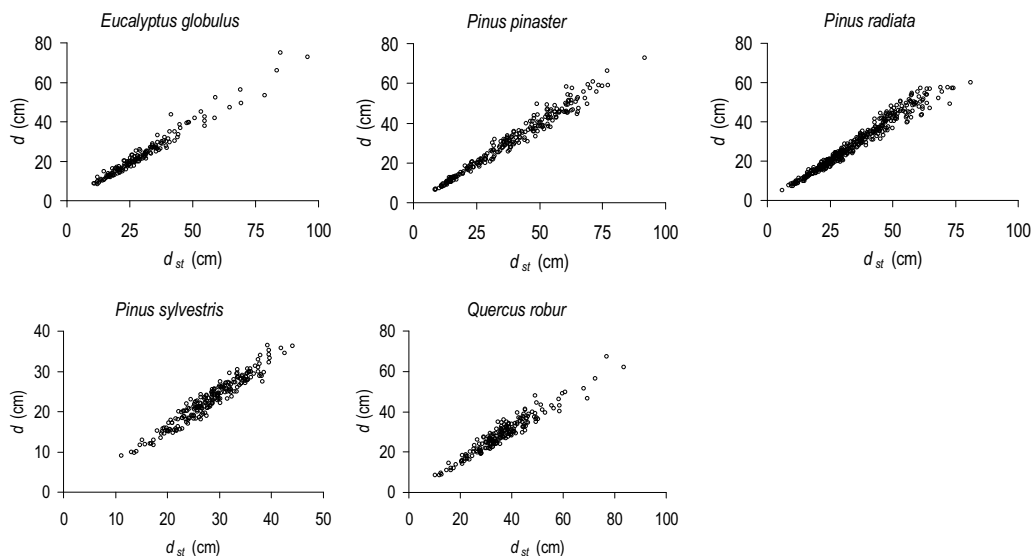 Eucalyptus globulus
80
60
40
20
0
d (cm)
0 25 50 75 100
d st (cm)
Pinus pinaster
80
60
40
20
0
d (cm)
0 25 50 75 100
d st (cm)
Pinus radiata
80
60
40
20
0
d (cm)
0 25 50 75 100
d st (cm)
Pinus sylvestris
40
30
20
10
0
d (cm)
0 10 20 30 40 50
d st (cm)
Quercus robur
80
60
40
20
0
d (cm)
0 20 40 60 80 100
d st (cm)